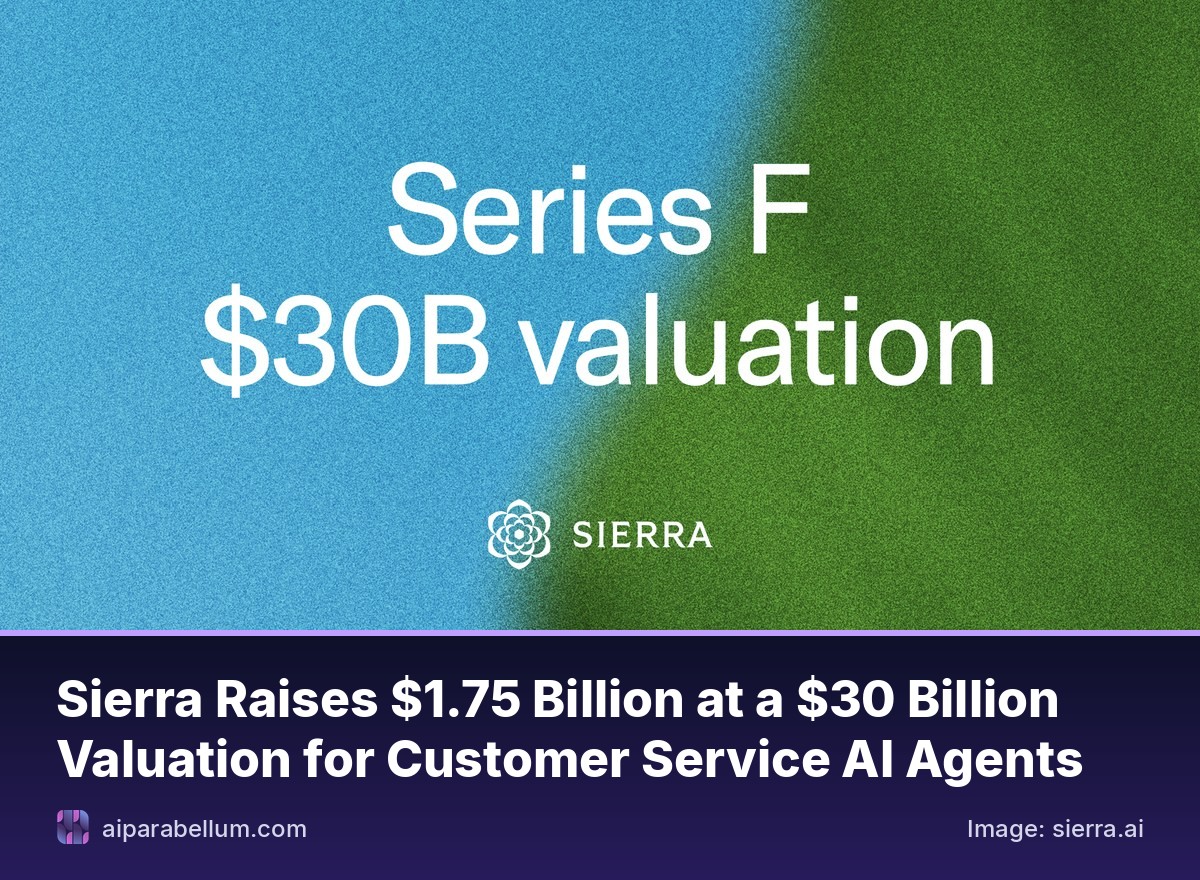 Series F
$30B valuation
SIERRA
Sierra Raises $1.75 Billion at a $30 Billion
Valuation for Customer Service AI Agents
aiparabellum.com
Image: sierra.ai